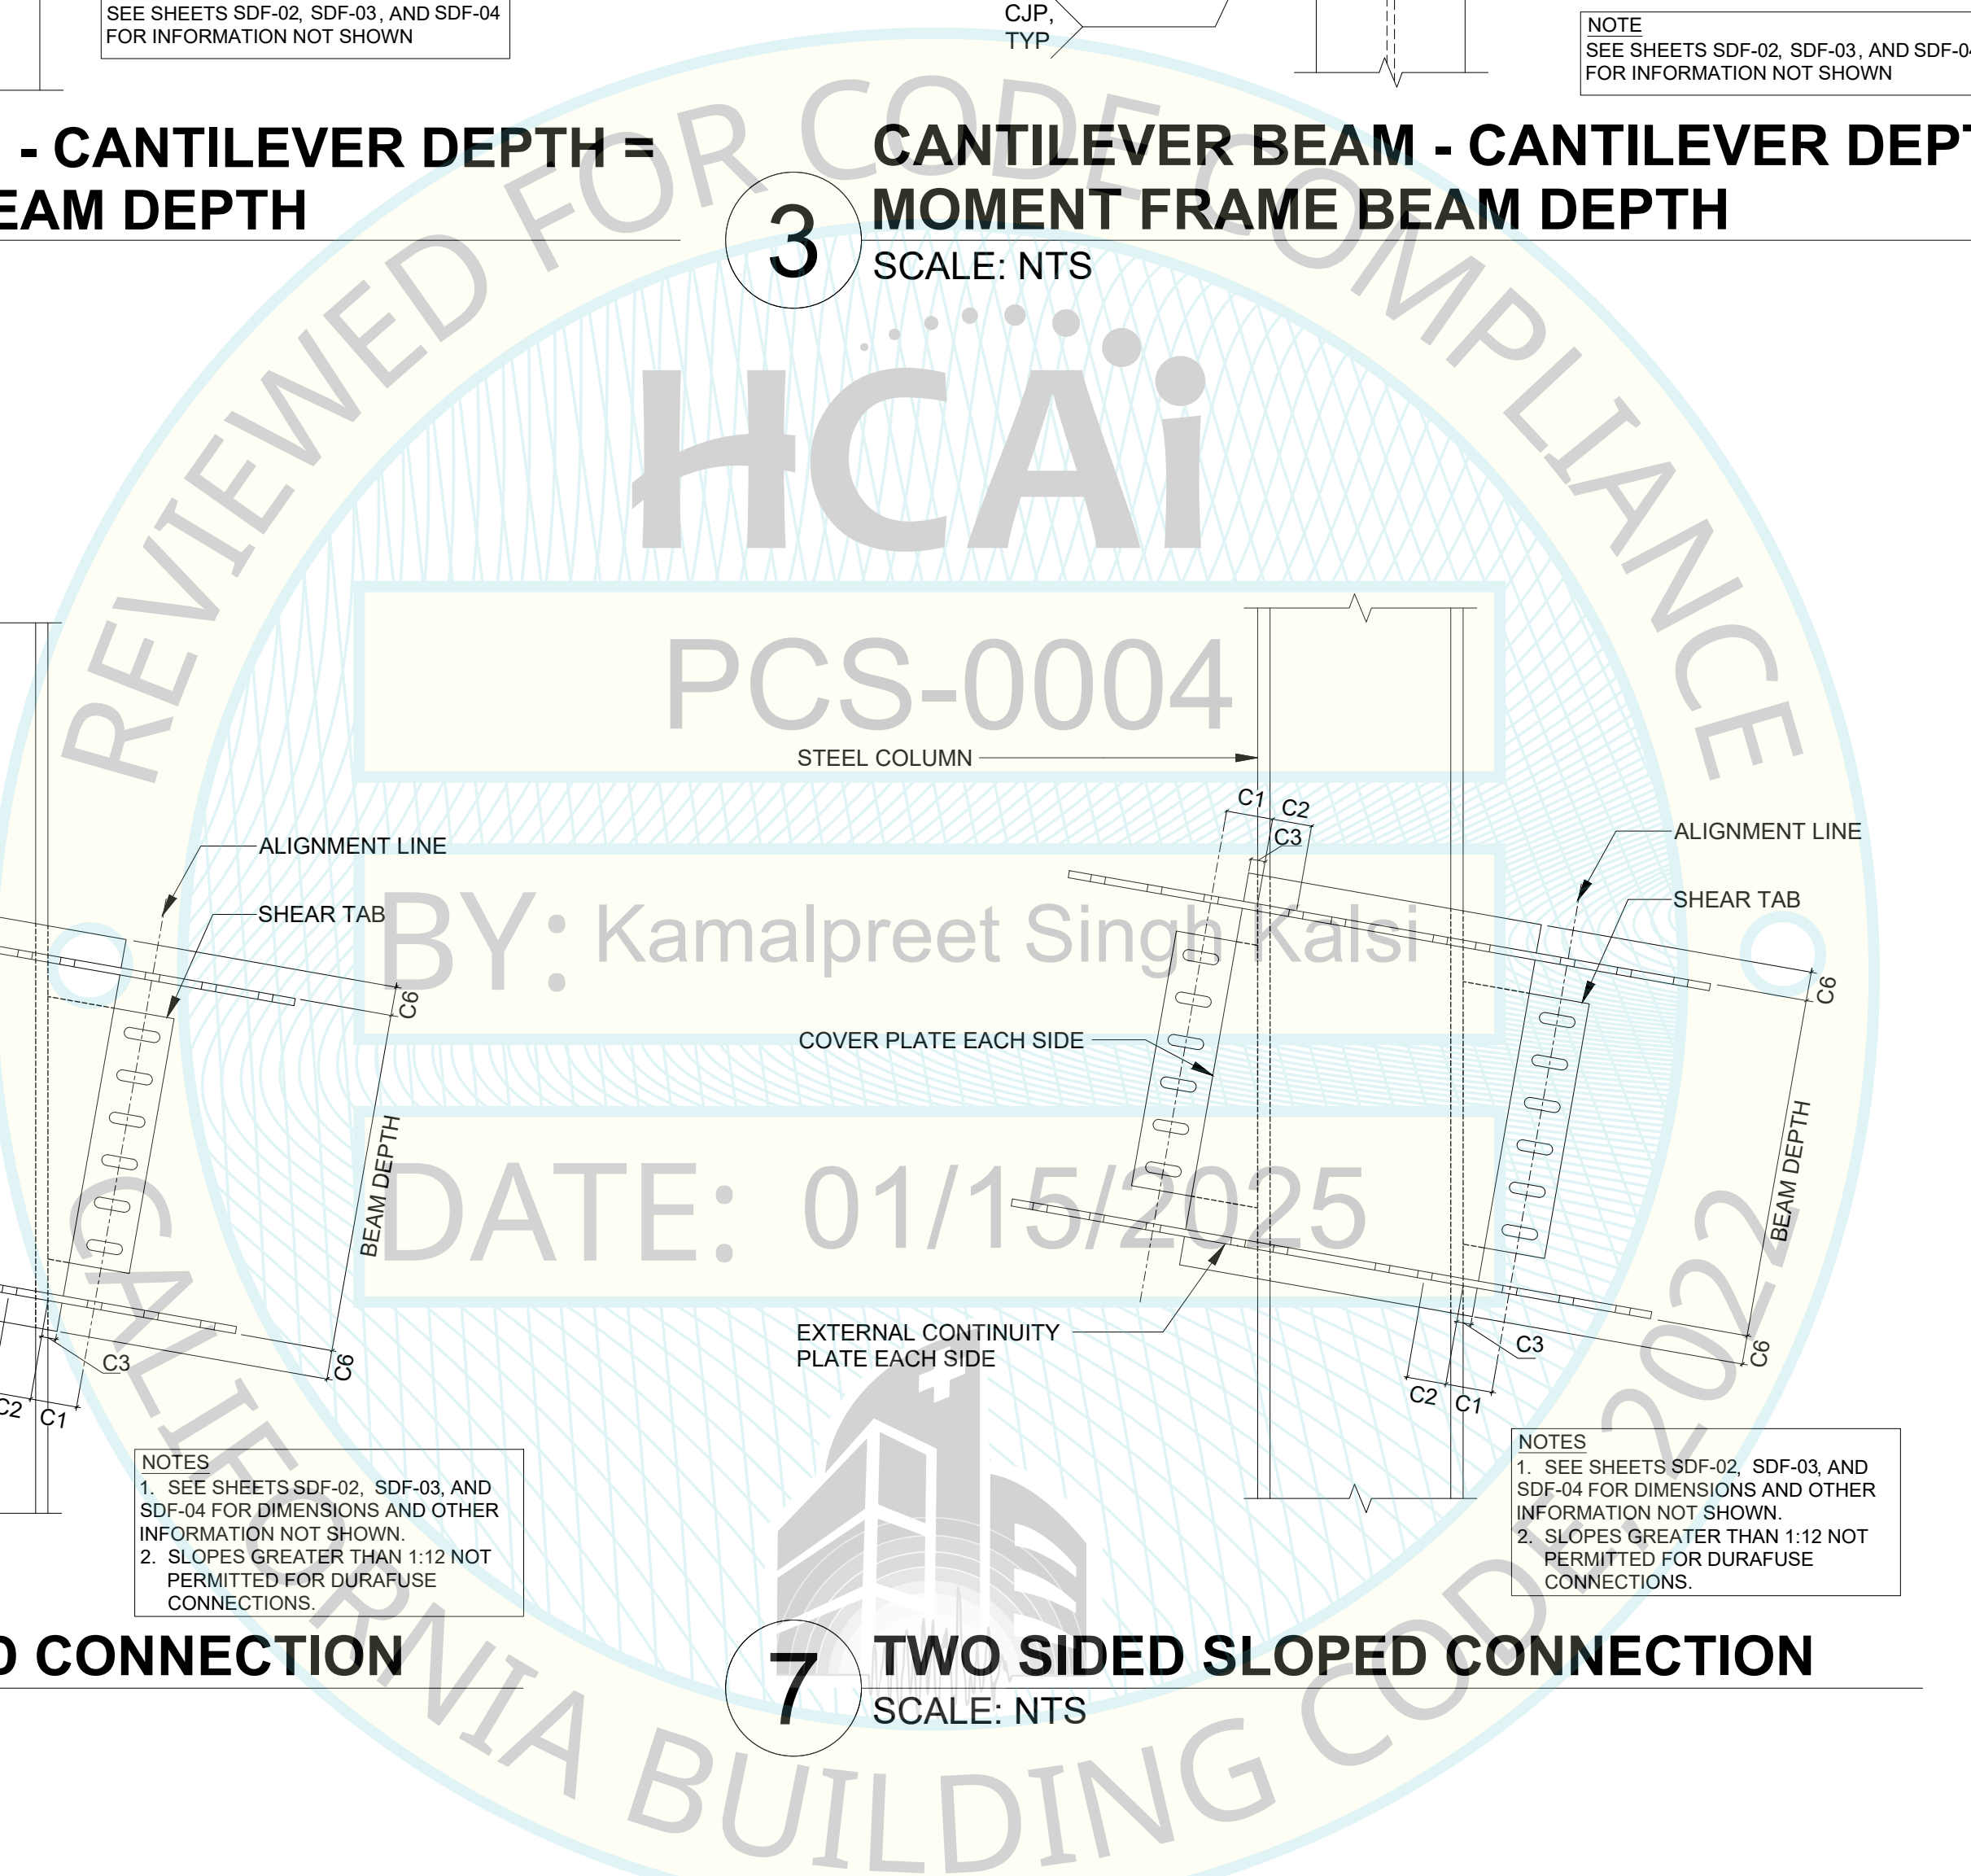 SEE SHEETS SDF-02, SDF-03, AND SDF-04
FOR INFORMATION NOT SHOWN
CJP,
TYP
NOTE
SEE SHEETS SDF-02, SDF-03, AND SDF-04
FOR INFORMATION NOT SHOWN
- CANTILEVER DEPTH =
EAM DEPTH
3
CANTILEVER BEAM - CANTILEVER DEPT
MOMENT FRAME BEAM DEPTH
SCALE: NTS
REVIEWED FOR CODE COMPLIANCE
HCAi
PCS-0004
BY: Kamalpreet Singh Kalsi
DATE: 01/15/2025
CALIFORNIA BUILDING CODE: 2022
ALIGNMENT LINE
SHEAR TAB
C6
BEAM DEPTH
C6
C3
C2 C1
NOTES
1. SEE SHEETS SDF-02, SDF-03, AND
SDF-04 FOR DIMENSIONS AND OTHER
INFORMATION NOT SHOWN.
2. SLOPES GREATER THAN 1:12 NOT
PERMITTED FOR DURAFUSE
CONNECTIONS.
D CONNECTION
STEEL COLUMN
C1 C2
C3
ALIGNMENT LINE
SHEAR TAB
C6
COVER PLATE EACH SIDE
BEAM DEPTH
EXTERNAL CONTINUITY
PLATE EACH SIDE
C3
C6
C2 C1
NOTES
1. SEE SHEETS SDF-02, SDF-03, AND
SDF-04 FOR DIMENSIONS AND OTHER
INFORMATION NOT SHOWN.
2. SLOPES GREATER THAN 1:12 NOT
PERMITTED FOR DURAFUSE
CONNECTIONS.
7
TWO SIDED SLOPED CONNECTION
SCALE: NTS